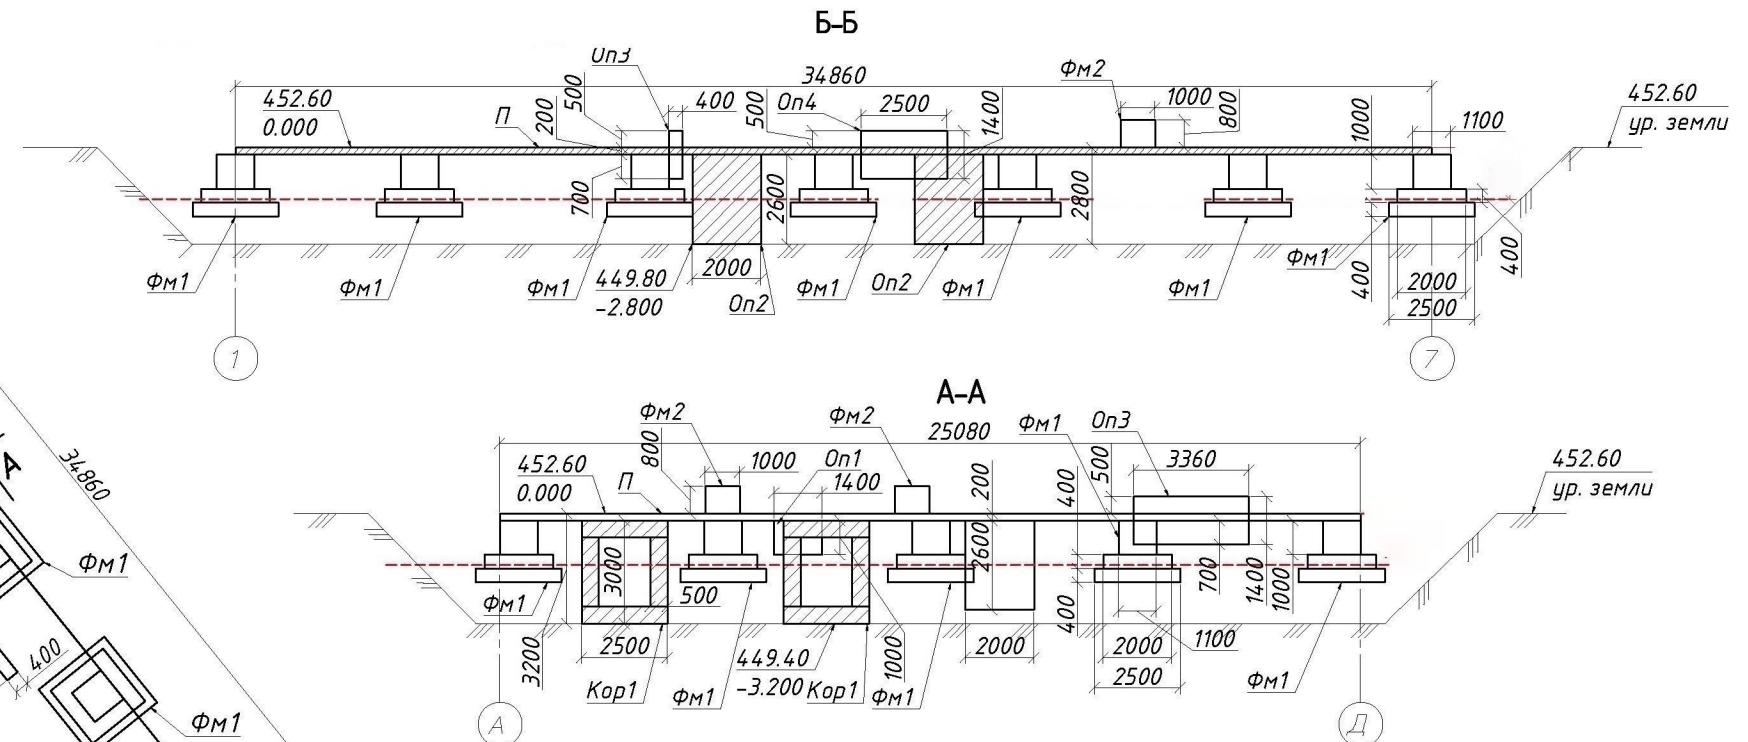 Б-Б
Оп3
34860
Фм2
452.60
0.000
П
200
500
400
500
Оп4
2500
1400
1000
800
1000
1100
452.60
ур. земли
700
2600
2800
Фм1
Фм1
Фм1
449.80
-2.800
2000
Оп2
Фм1
Оп2
Фм1
Фм1
Фм1
400
2000
2500
400
1
7
А-А
Фм2
Фм2
25080
Фм1
Оп3
452.60
0.000
П
800
1000
Оп1
1400
200
400
500
3360
452.60
ур. земли
34860
А
Фм1
400
Фм1
Фм1
3200
3000
500
2500
Кор1
Фм1
449.40
-3.200
Кор1
1000
Фм1
2600
2000
400
2000
2500
1100
700
1400
1000
Фм1
А
Д